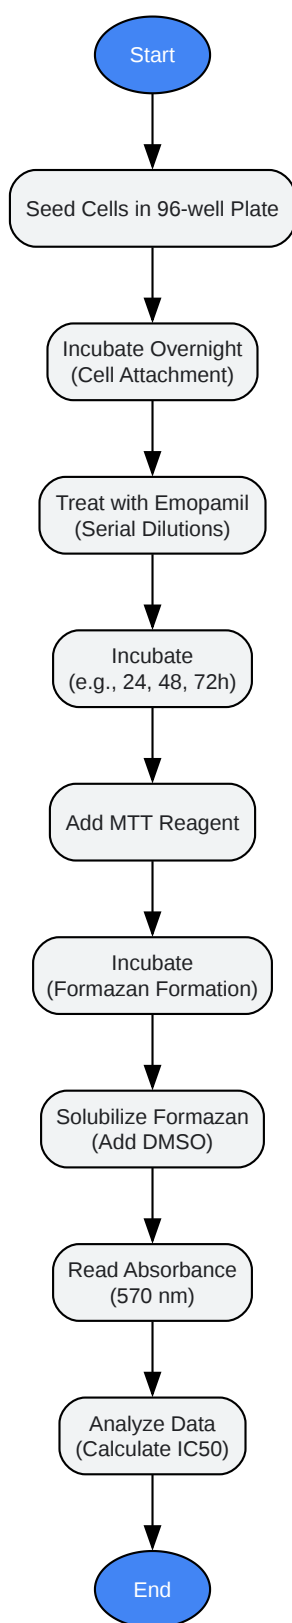 Start
Seed Cells in 96-well Plate
Incubate Overnight
(Cell Attachment)
Treat with Emopamil
(Serial Dilutions)
Incubate
(e.g., 24, 48, 72h)
Add MTT Reagent
Incubate
(Formazan Formation)
Solubilize Formazan
(Add DMSO)
Read Absorbance
(570 nm)
Analyze Data
(Calculate IC50)
End